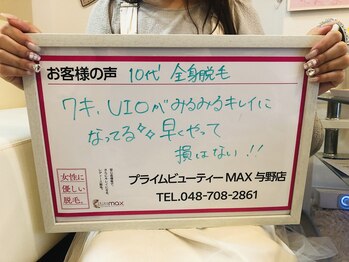 お客様の声 10代 全身脱毛
ワキ、VIOがみるみるキレイに
なってる✨早くやって
損はない!!
女性に
優しい
脱毛。
max
プライムビューティーMAX 与野店
TEL.048-708-2861